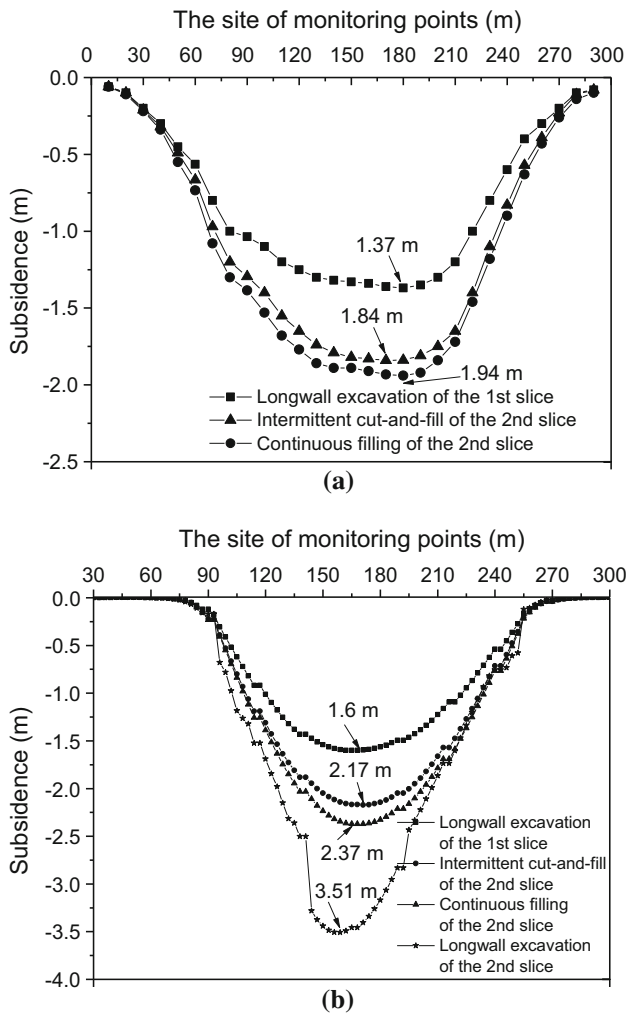 The site of monitoring points (m)
0 30 60 90 120 150 180 210 240 270 300
0.0
-0.5
-1.0
-1.5
-2.0
-2.5
Subsidence (m)
1.37 m
1.84 m
1.94 m
Longwall excavation of the 1st slice
Intermittent cut-and-fill of the 2nd slice
Continuous filling of the 2nd slice
(a)
The site of monitoring points (m)
30 60 90 120 150 180 210 240 270 300
0.0
-0.5
-1.0
-1.5
-2.0
-2.5
-3.0
-3.5
-4.0
Subsidence (m)
1.6 m
2.17 m
2.37 m
3.51 m
Longwall excavation
of the 1st slice
Intermittent cut-and-fill
of the 2nd slice
Continuous filling
of the 2nd slice
Longwall excavation
of the 2nd slice
(b)